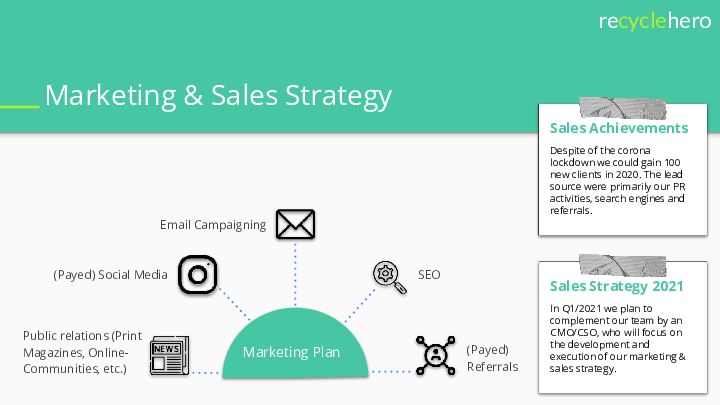 recyclehero
Marketing & Sales Strategy
Sales Achievements
Despite of the corona
lockdown we could gain 100
new clients in 2020. The lead
source were primarily our PR
activities, search engines and
referrals.
Email Campaigning
(Payed) Social Media
SEO
Sales Strategy 2021
In Q1/2021 we plan to
complement our team by an
CMO/CSO, who will focus on
the development and
execution of our marketing &
sales strategy.
Public relations (Print
Magazines, Online-
Communities, etc.)
NEWS
Marketing Plan
(Payed)
Referrals